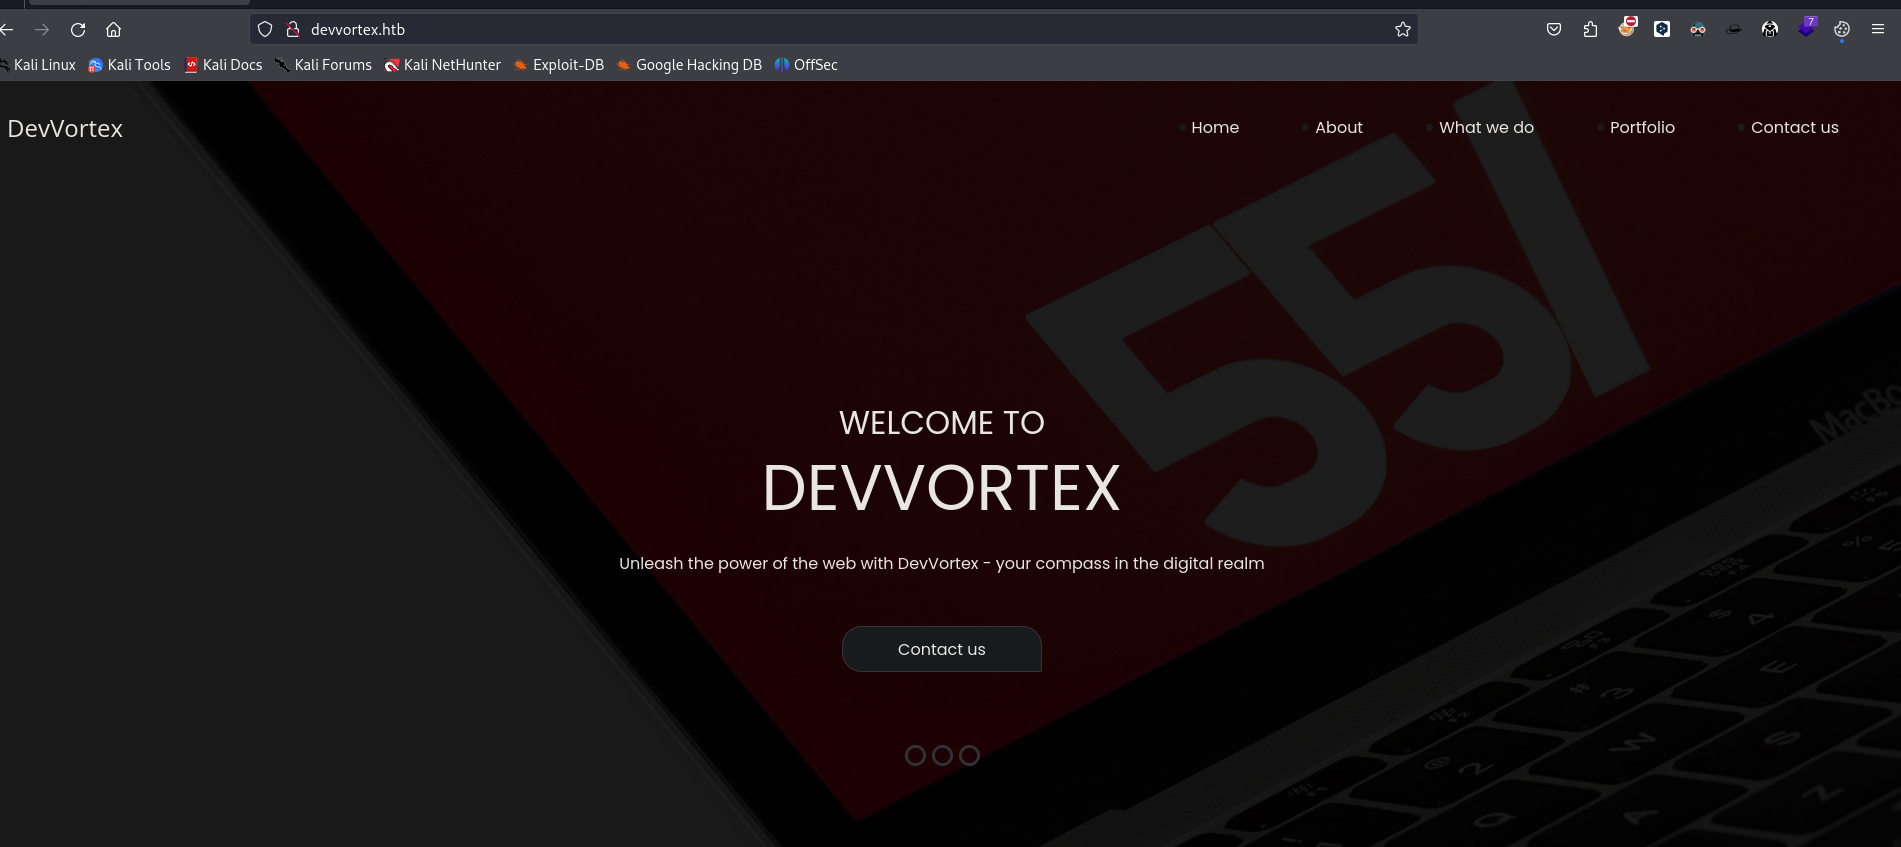 devvortex.htb
7
Kali Linux Kali Tools Kali Docs Kali Forums Kali NetHunter Exploit-DB Google Hacking DB OffSec
DevVortex
Home About What we do Portfolio Contact us
55/
WELCOME TO
DEVVORTEX
Unleash the power of the web with DevVortex - your compass in the digital realm
Contact us